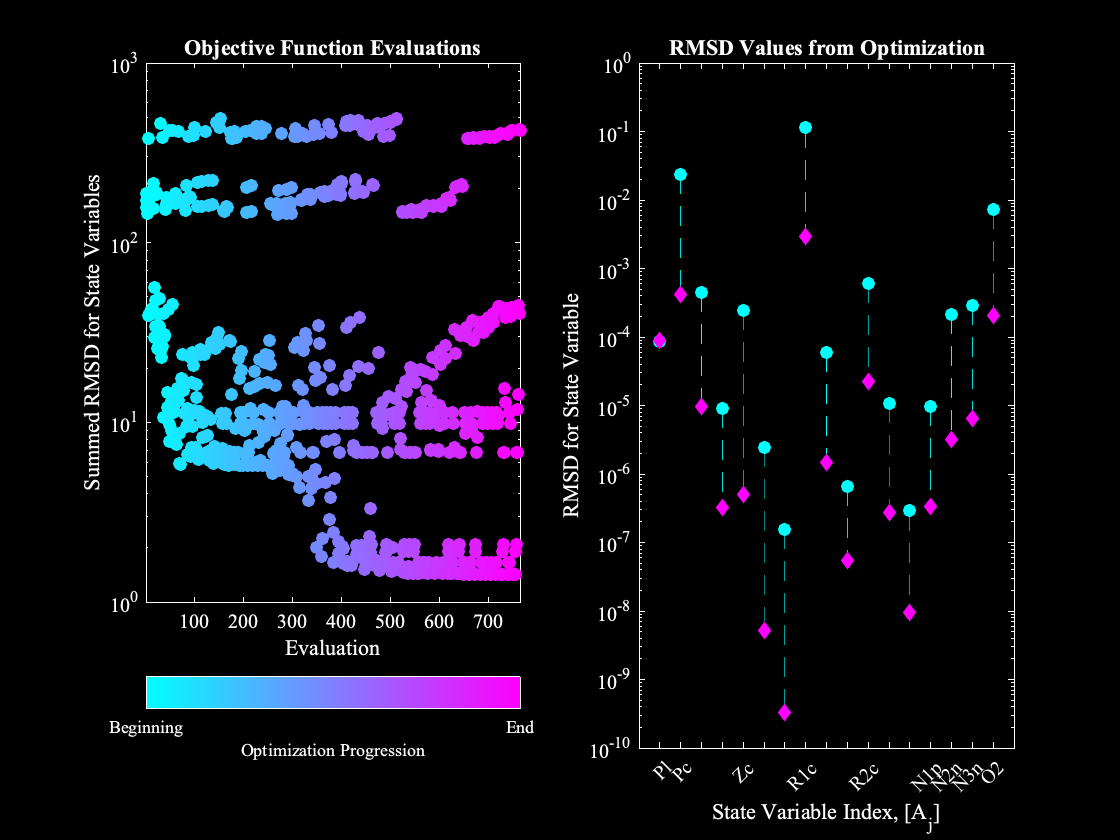 Objective Function Evaluations
10^3
10^2
10^1
10^0
Summed RMSD for State Variables
100 200 300 400 500 600 700
Evaluation
Beginning End
Optimization Progression
RMSD Values from Optimization
10^0
10^-1
10^-2
10^-3
10^-4
10^-5
10^-6
10^-7
10^-8
10^-9
10^-10
RMSD for State Variable
Pl Pc Zc R1c R2c N1p N2n N3n O2
State Variable Index, [A_j]